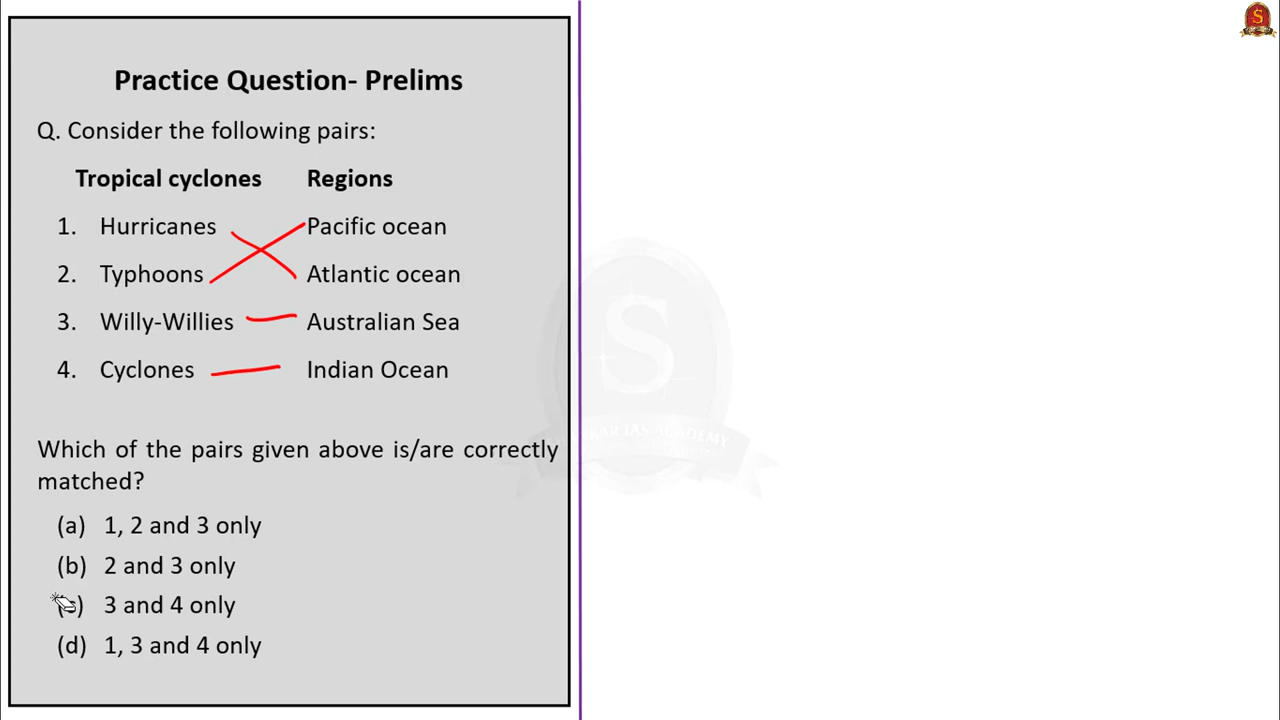 Practice Question- Prelims
Q. Consider the following pairs:
Tropical cyclones Regions
1. Hurricanes Pacific ocean
2. Typhoons Atlantic ocean
3. Willy-Willies Australian Sea
4. Cyclones Indian Ocean
Which of the pairs given above is/are correctly
matched?
(a) 1, 2 and 3 only
(b) 2 and 3 only
3 and 4 only
(d) 1, 3 and 4 only
S
S
IAS ACADEMY